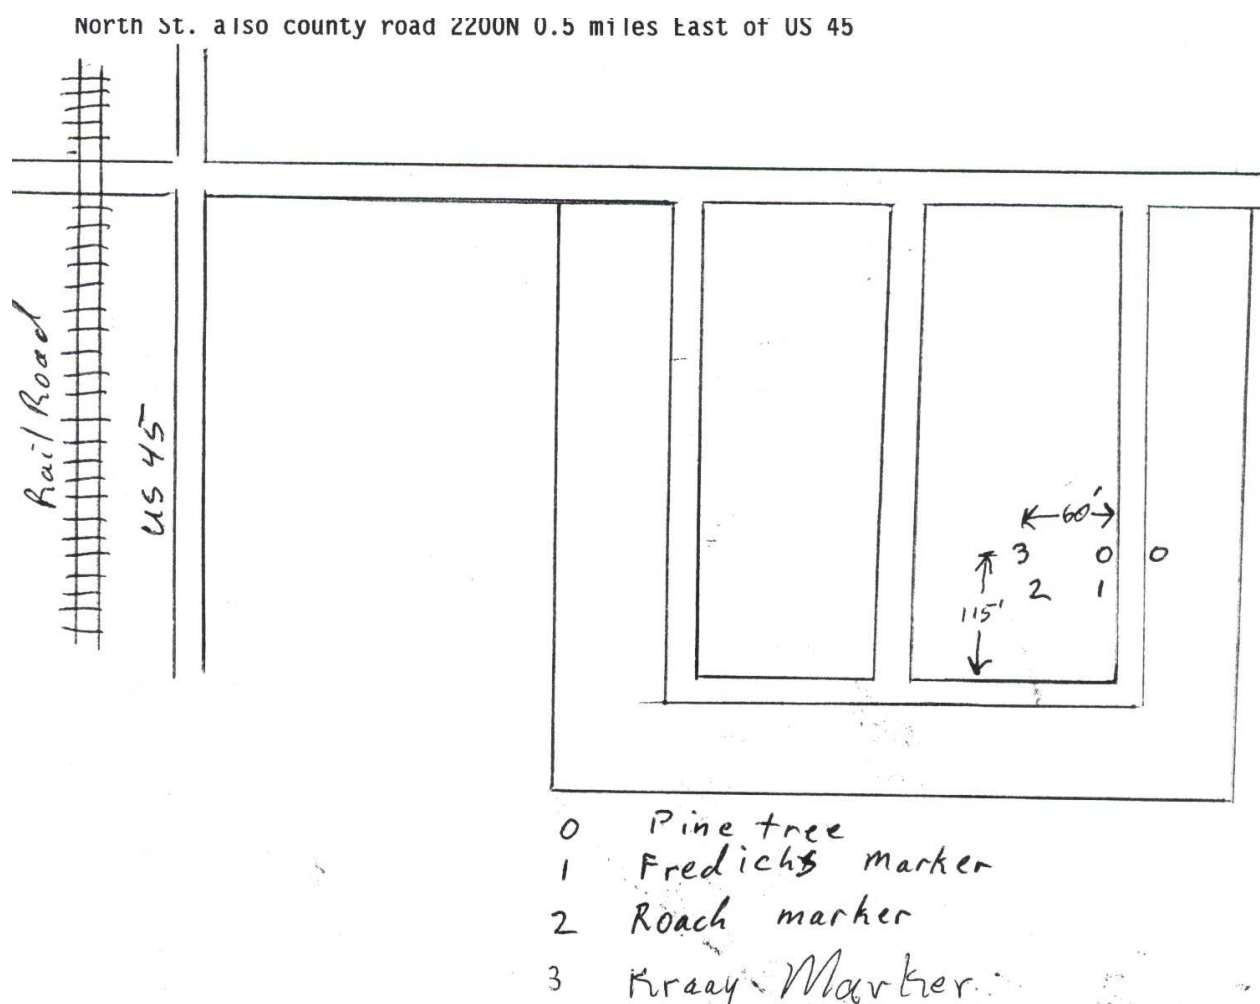 North St. also county road 2200N 0.5 miles East of US 45
Rail Road
US 45
60'
3 0 0
2 1
115'
0 Pine tree
1 Fredichs marker
2 Roach marker
3 Kraay Marker